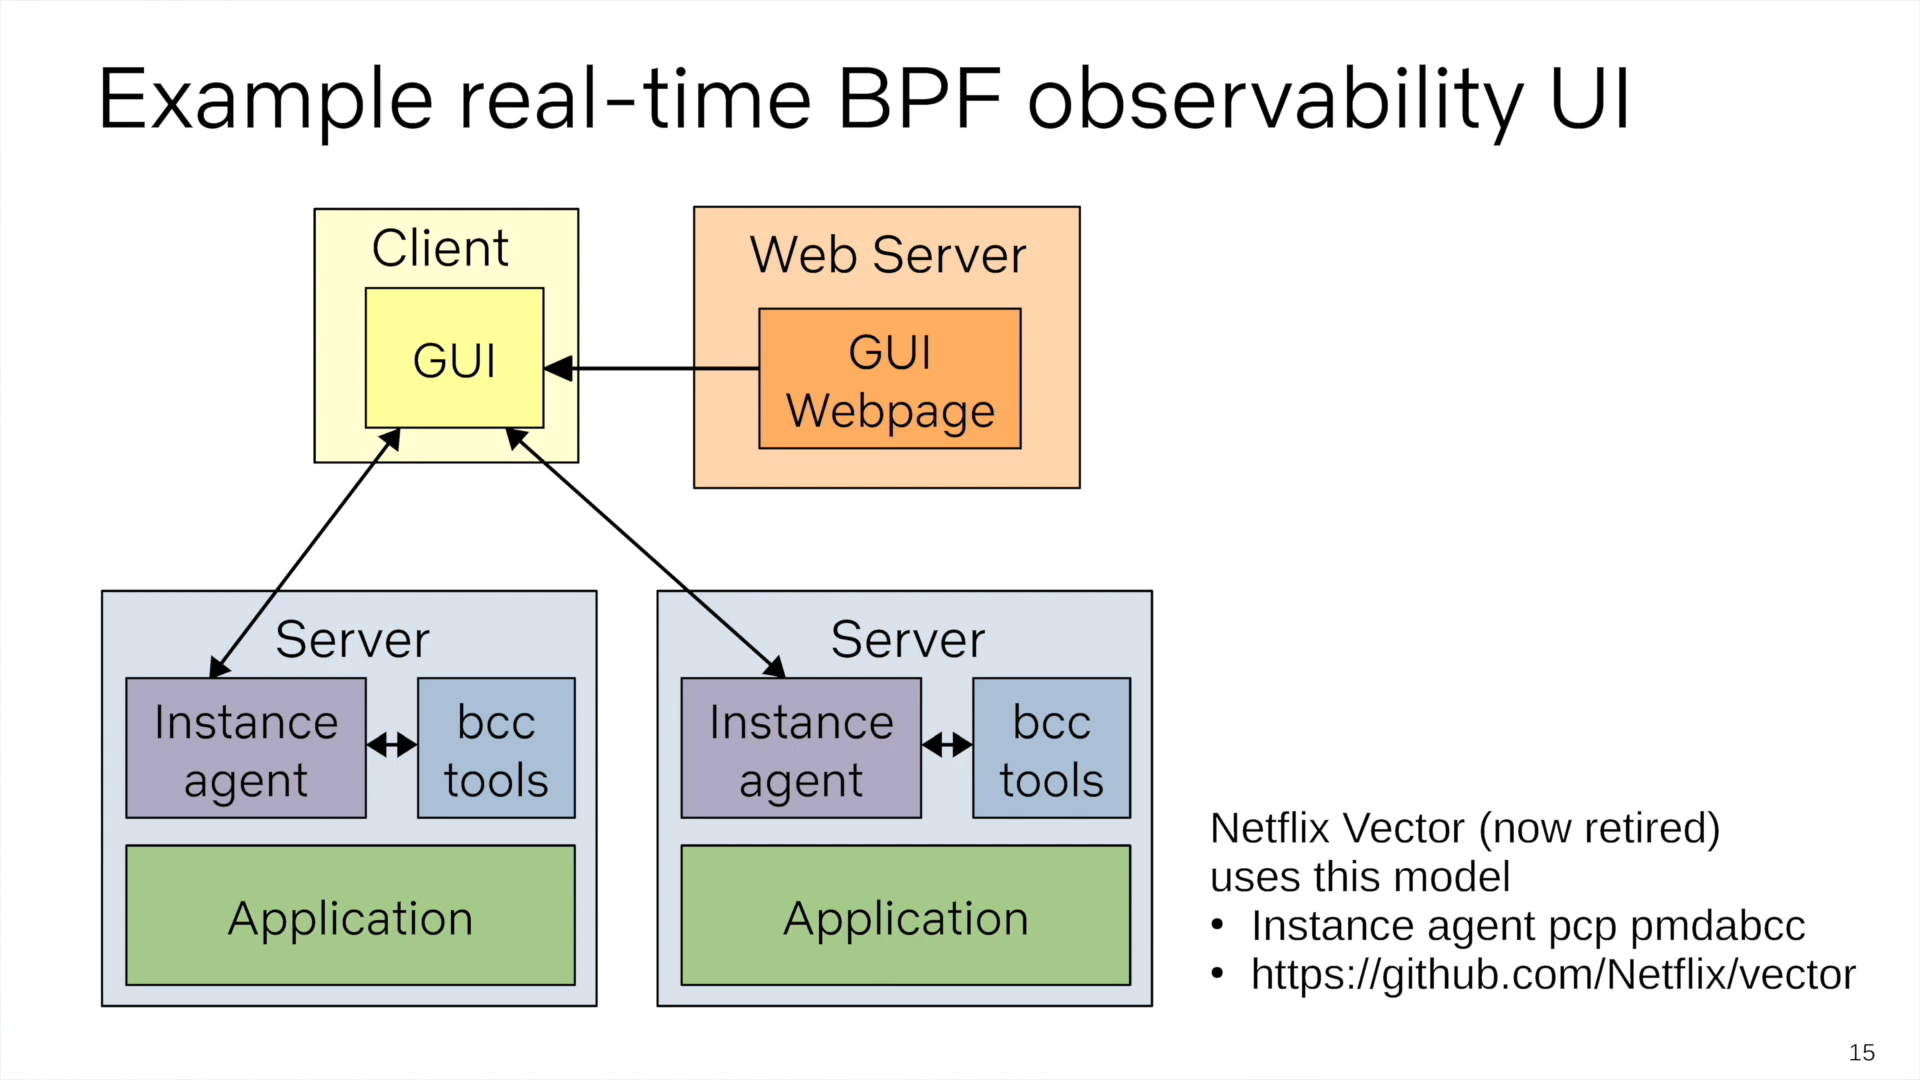 Example real-time BPF observability UI
Client
GUI
Web Server
GUI
Webpage
Server
Instance
agent
bcc
tools
Application
Server
Instance
agent
bcc
tools
Application
Netflix Vector (now retired)
uses this model
• Instance agent pcp pmdabcc
• https://github.com/Netflix/vector
15